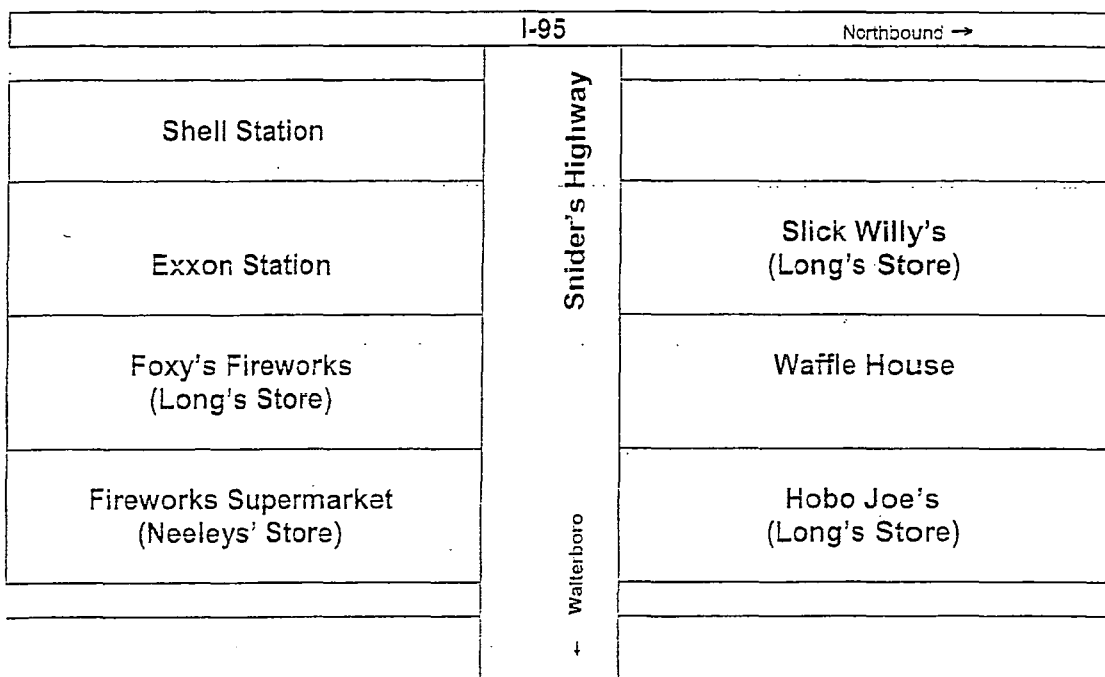 I-95
Northbound →
Snider's Highway
Shell Station
Exxon Station
Slick Willy's
(Long's Store)
Foxy's Fireworks
(Long's Store)
Waffle House
Fireworks Supermarket
(Neeleys' Store)
Hobo Joe's
(Long's Store)
← Walterboro